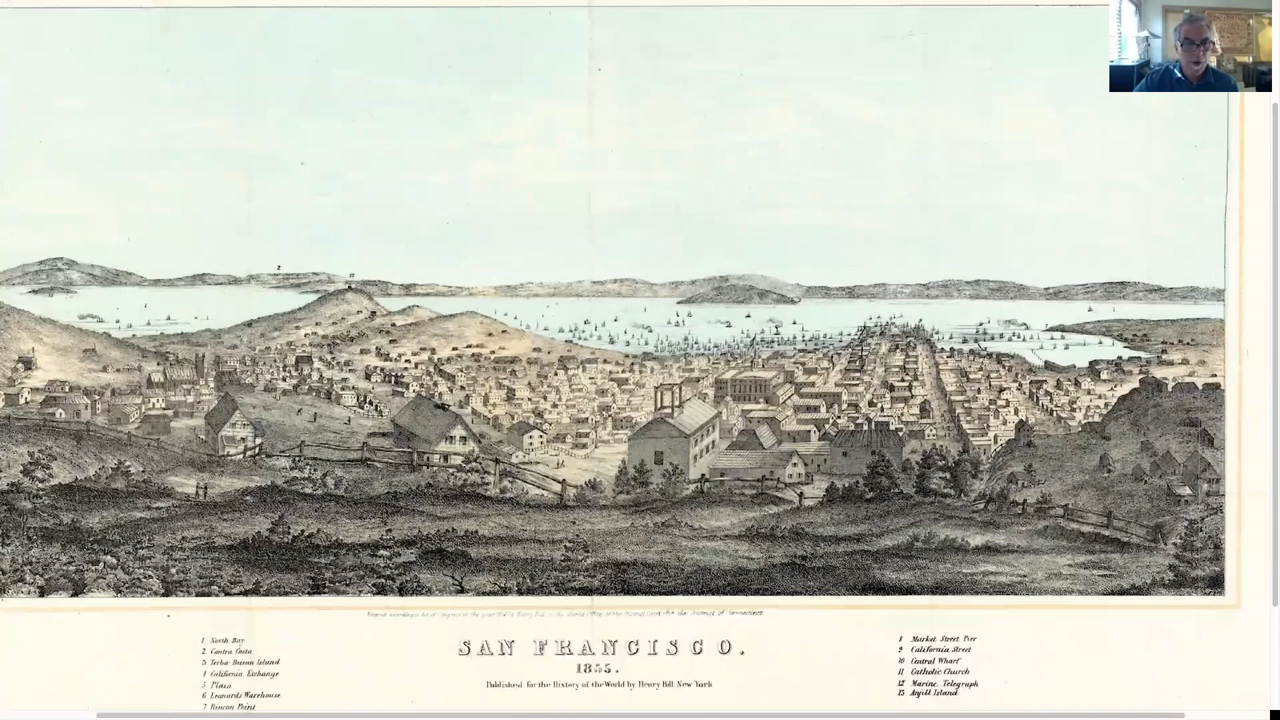 SAN FRANCISCO.
1855.
Published for the History of the World by Henry Bill New York
1 North Bay
2 Contra Costa
3 Yerba Buena Island
4 California Exchange
5 Plaza
6 Leonards Warehouse
7 Rincon Point
8 Market Street Pier
9 California Street
10 Central Wharf
11 Catholic Church
12 Marine Telegraph
13 Anjill Island